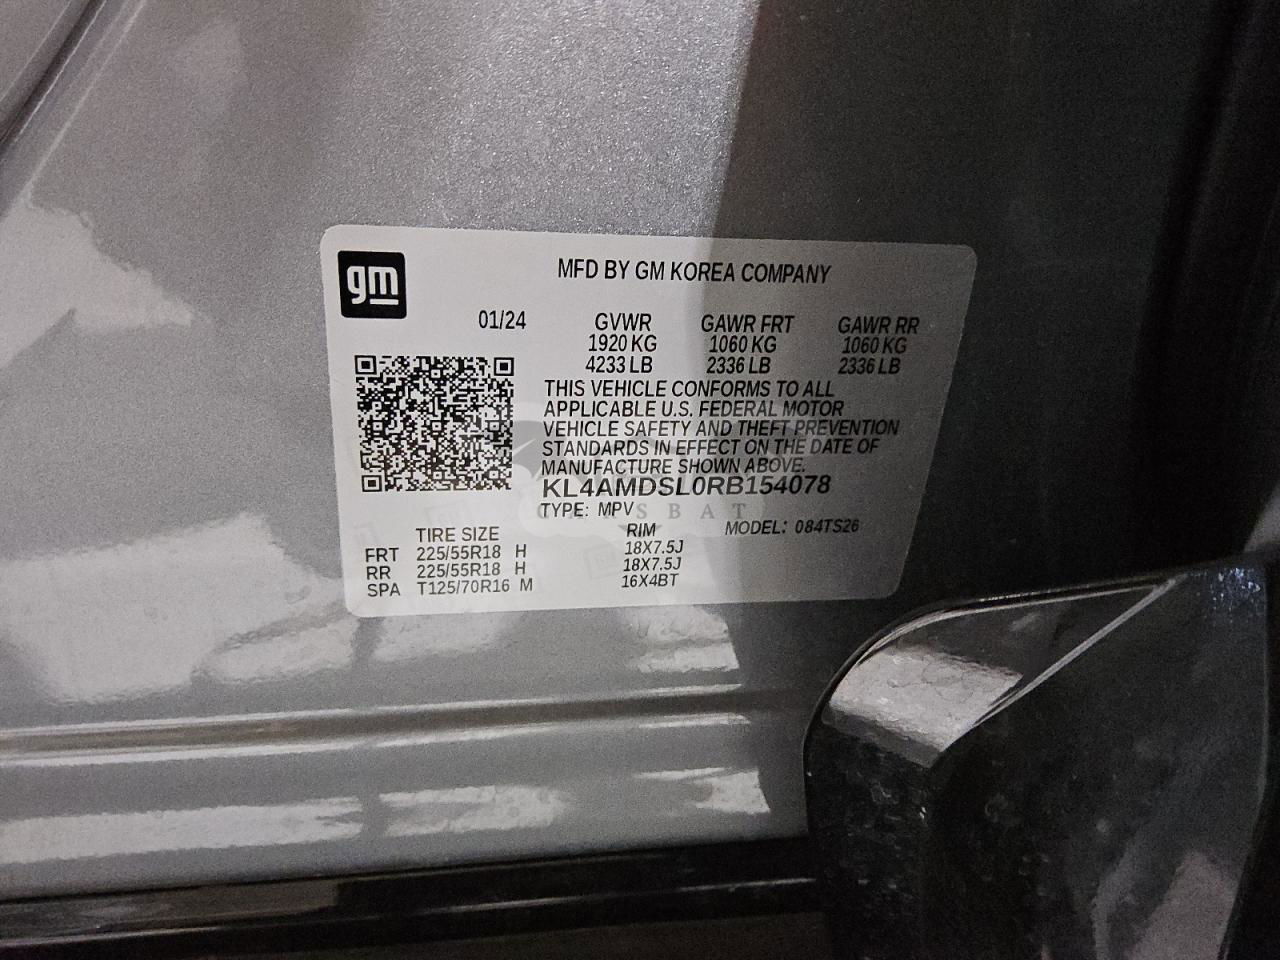 gm
MFD BY GM KOREA COMPANY
01/24 GVWR GAWR FRT GAWR RR
1920 KG 1060 KG 1060 KG
4233 LB 2336 LB 2336 LB
THIS VEHICLE CONFORMS TO ALL
APPLICABLE U.S. FEDERAL MOTOR
VEHICLE SAFETY AND THEFT PREVENTION
STANDARDS IN EFFECT ON THE DATE OF
MANUFACTURE SHOWN ABOVE.
KL4AMDSL0RB154078
TYPE: MPV
CARSBAT
TIRE SIZE RIM MODEL: 084TS26
FRT 225/55R18 H 18X7.5J
RR 225/55R18 H 18X7.5J
SPA T125/70R16 M 16X4BT